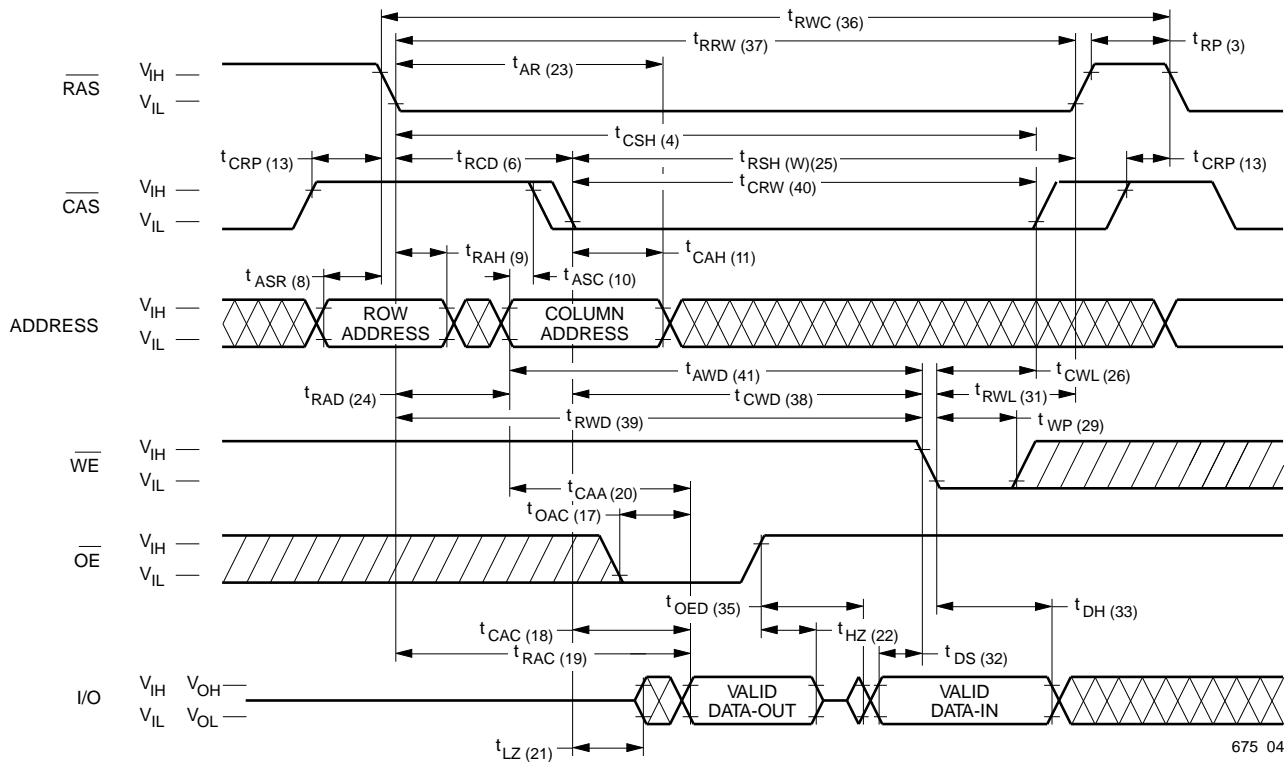 tRWC (36)
tRRW (37)
tRP (3)
tAR (23)
RAS
VIH
VIL
tCSH (4)
tCRP (13)
tRCD (6)
tRSH (W)(25)
tCRP (13)
tCRW (40)
CAS
VIH
VIL
tRAH (9)
tCAH (11)
tASR (8)
tASC (10)
ADDRESS
VIH
VIL
ROW
ADDRESS
COLUMN
ADDRESS
tAWD (41)
tCWL (26)
tRAD (24)
tCWD (38)
tRWL (31)
tRWD (39)
tWP (29)
WE
VIH
VIL
tCAA (20)
tOAC (17)
OE
VIH
VIL
tOED (35)
tDH (33)
tCAC (18)
tHZ (22)
tRAC (19)
tDS (32)
I/O
VIH VOH
VIL VOL
VALID
DATA-OUT
VALID
DATA-IN
tLZ (21)
675 04